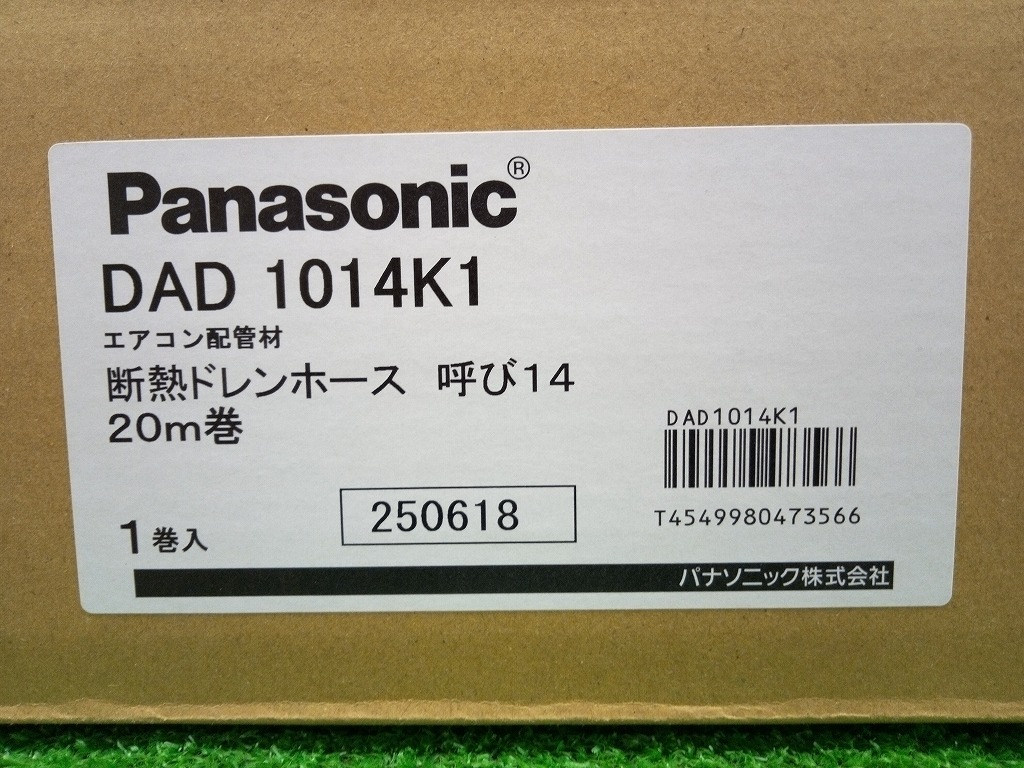 Panasonic®
DAD 1014K1
エアコン配管材
断熱ドレンホース 呼び14
20m巻
DAD1014K1
T4549980473566
250618
1巻入
パナソニック株式会社